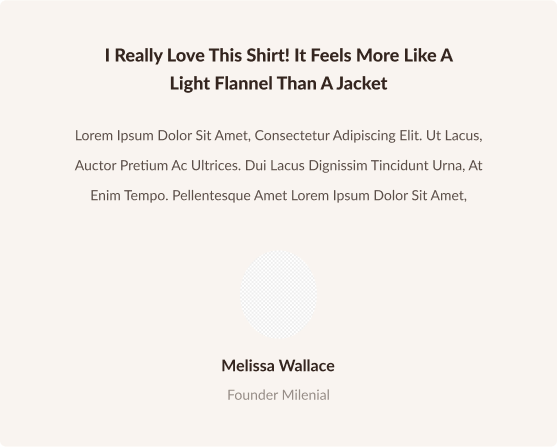 I Really Love This Shirt! It Feels More Like A
Light Flannel Than A Jacket
Lorem Ipsum Dolor Sit Amet, Consectetur Adipiscing Elit. Ut Lacus,
Auctor Pretium Ac Ultrices. Dui Lacus Dignissim Tincidunt Urna, At
Enim Tempo. Pellentesque Amet Lorem Ipsum Dolor Sit Amet,
Melissa Wallace
Founder Milenial